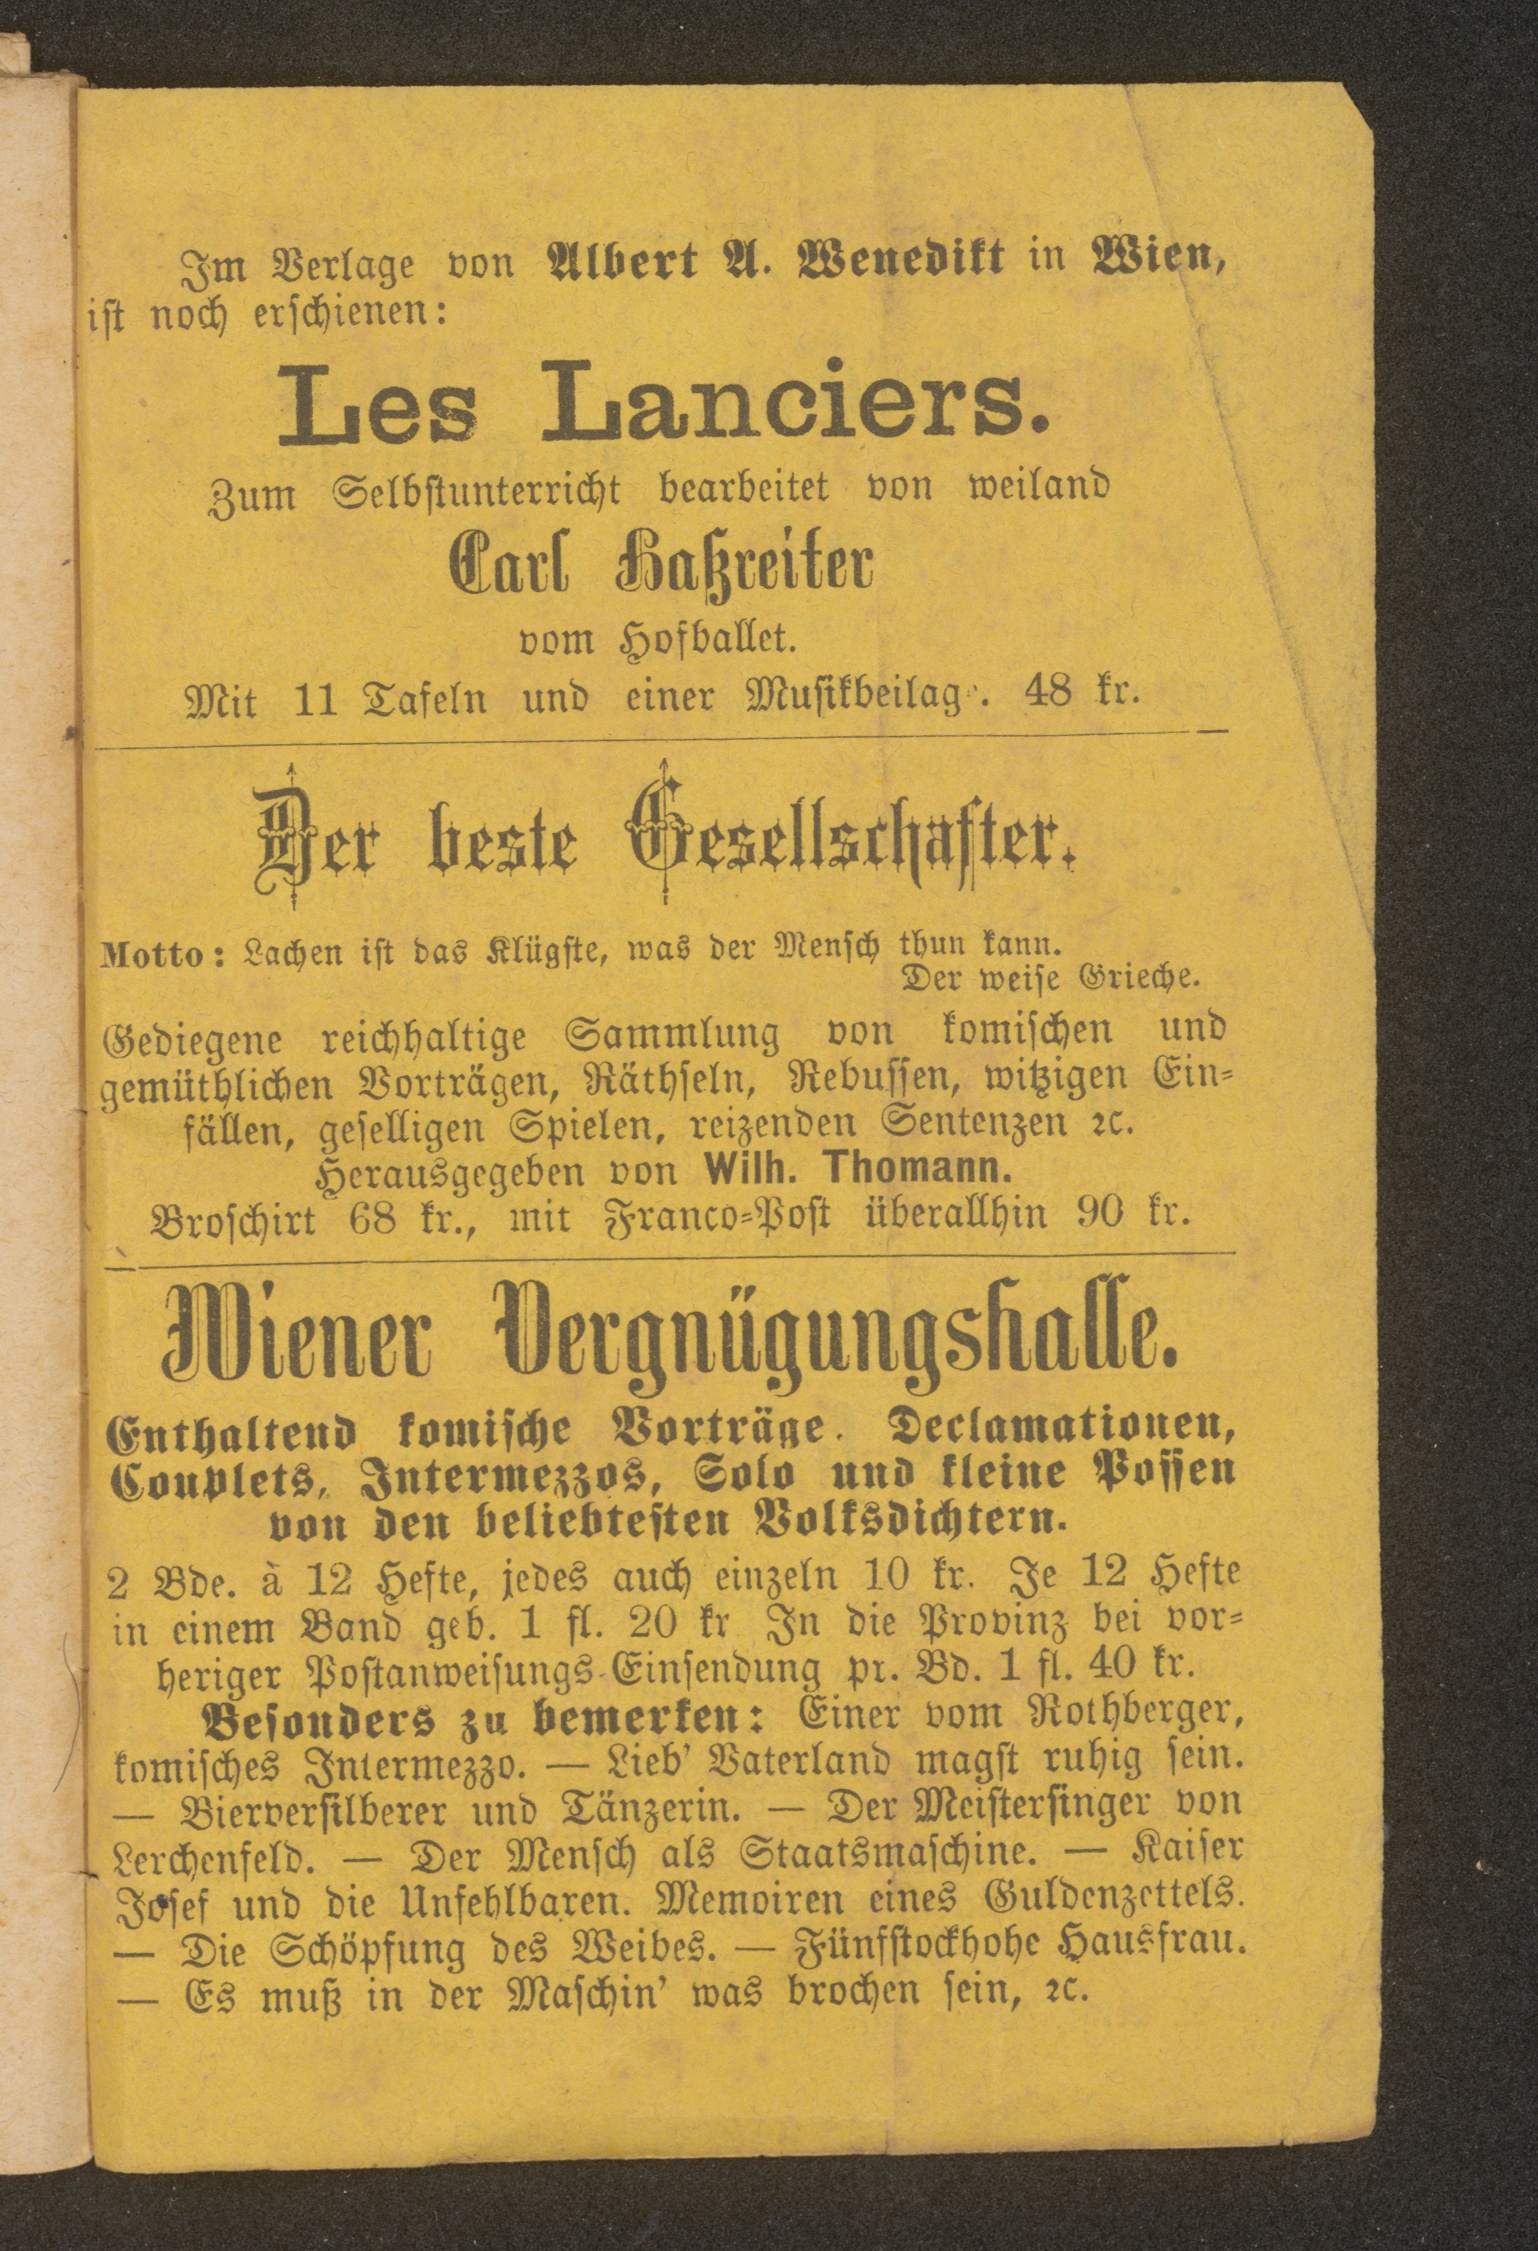 Im Verlage von Albert A. Wenedikt in Wien,
ist noch erschienen:
Les Lanciers.
Zum Selbstunterricht bearbeitet von weiland
Carl Haßreiter
vom Hofballet.
Mit 11 Tafeln und einer Musikbeilage. 48 kr.
Der beste Gesellschafter.
Motto: Lachen ist das Klügste, was der Mensch thun kann.
Der weise Grieche.
Gediegene reichhaltige Sammlung von komischen und
gemüthlichen Vorträgen, Räthseln, Rebussen, witzigen Ein-
fällen, geselligen Spielen, reizenden Sentenzen ꝛc.
Herausgegeben von Wilh. Thomann.
Broschirt 68 kr., mit Franco-Post überallhin 90 kr.
Wiener Vergnügungshalle.
Enthaltend komische Vorträge. Declamationen,
Couplets, Intermezzos, Solo und kleine Possen
von den beliebtesten Volksdichtern.
2 Bde. à 12 Hefte, jedes auch einzeln 10 kr. Je 12 Hefte
in einem Band geb. 1 fl. 20 kr In die Provinz bei vor-
heriger Postanweisungs-Einsendung pr. Bd. 1 fl. 40 kr.
Besonders zu bemerken: Einer vom Rothberger,
komisches Intermezzo. — Lieb' Vaterland magst ruhig sein.
— Bierversilberer und Tänzerin. — Der Meistersinger von
Lerchenfeld. — Der Mensch als Staatsmaschine. — Kaiser
Josef und die Unfehlbaren. Memoiren eines Guldenzettels.
— Die Schöpfung des Weibes. — Fünfstockhohe Hausfrau.
— Es muß in der Maschin' was brochen sein, ꝛc.